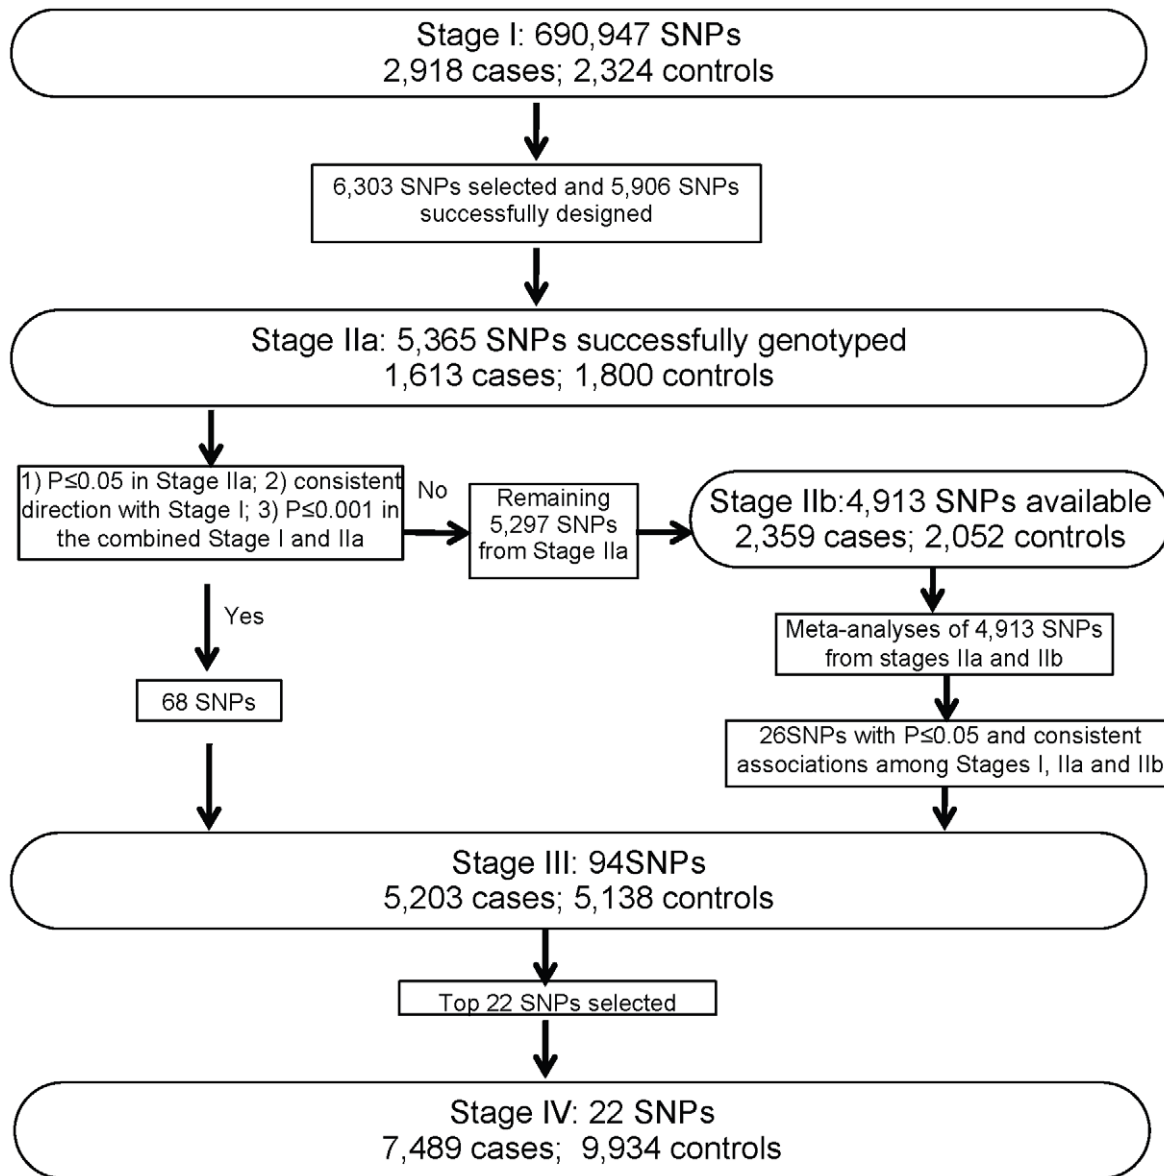 Stage I: 690,947 SNPs
2,918 cases; 2,324 controls
6,303 SNPs selected and 5,906 SNPs
successfully designed
Stage IIa: 5,365 SNPs successfully genotyped
1,613 cases; 1,800 controls
1) P≤0.05 in Stage IIa; 2) consistent
direction with Stage I; 3) P≤0.001 in
the combined Stage I and IIa
No
Remaining
5,297 SNPs
from Stage IIa
Stage IIb:4,913 SNPs available
2,359 cases; 2,052 controls
Yes
Meta-analyses of 4,913 SNPs
from stages IIa and IIb
68 SNPs
26SNPs with P≤0.05 and consistent
associations among Stages I, IIa and IIb
Stage III: 94SNPs
5,203 cases; 5,138 controls
Top 22 SNPs selected
Stage IV: 22 SNPs
7,489 cases;  9,934 controls